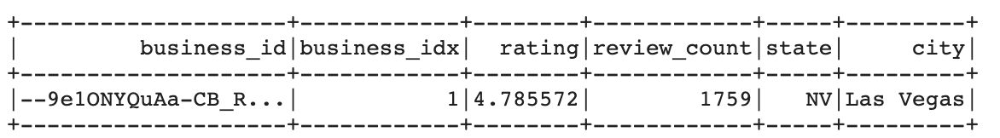 +--------------------+------------+--------+------------+-----+---------+
|         business_id|business_idx|  rating|review_count|state|     city|
+--------------------+------------+--------+------------+-----+---------+
|--9e1ONYQuAa-CB_R...|           1|4.785572|        1759|   NV|Las Vegas|
+--------------------+------------+--------+------------+-----+---------+